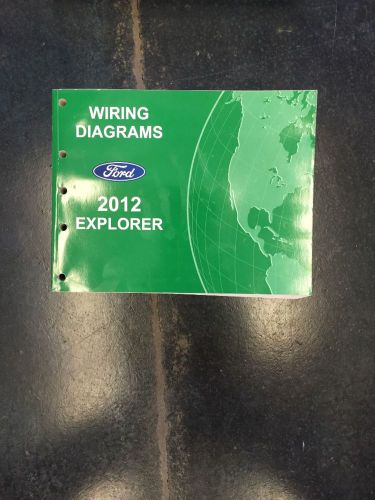 WIRING
DIAGRAMS
Ford
2012
EXPLORER